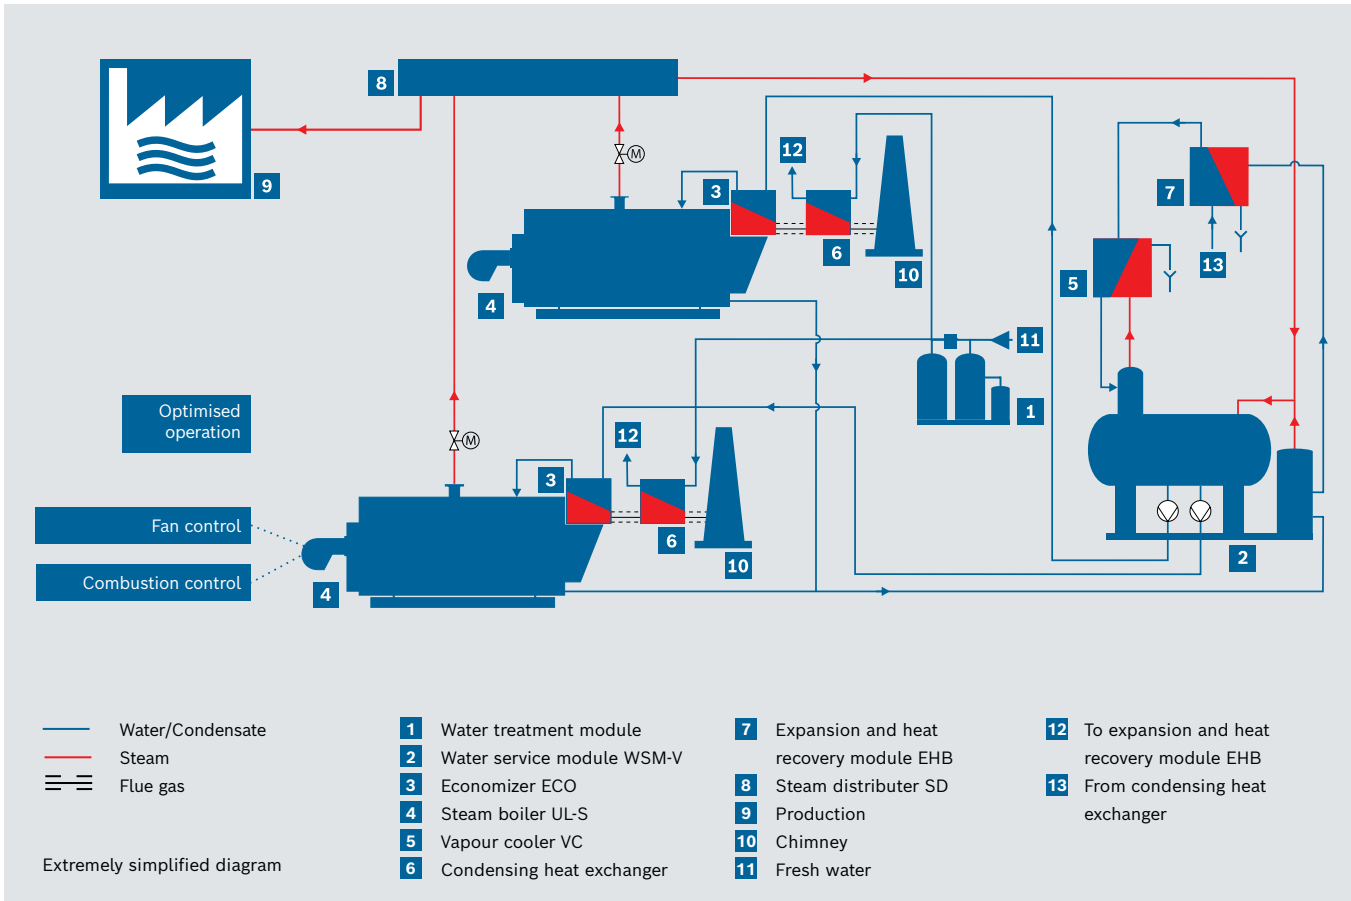 8
9
M
3
12
6
10
4
7
13
5
11
1
Optimised
operation
M
12
3
6
10
2
Fan control
Combustion control
4
Water/Condensate
Steam
Flue gas
Extremely simplified diagram
1 Water treatment module
2 Water service module WSM-V
3 Economizer ECO
4 Steam boiler UL-S
5 Vapour cooler VC
6 Condensing heat exchanger
7 Expansion and heat
recovery module EHB
8 Steam distributer SD
9 Production
10 Chimney
11 Fresh water
12 To expansion and heat
recovery module EHB
13 From condensing heat
exchanger